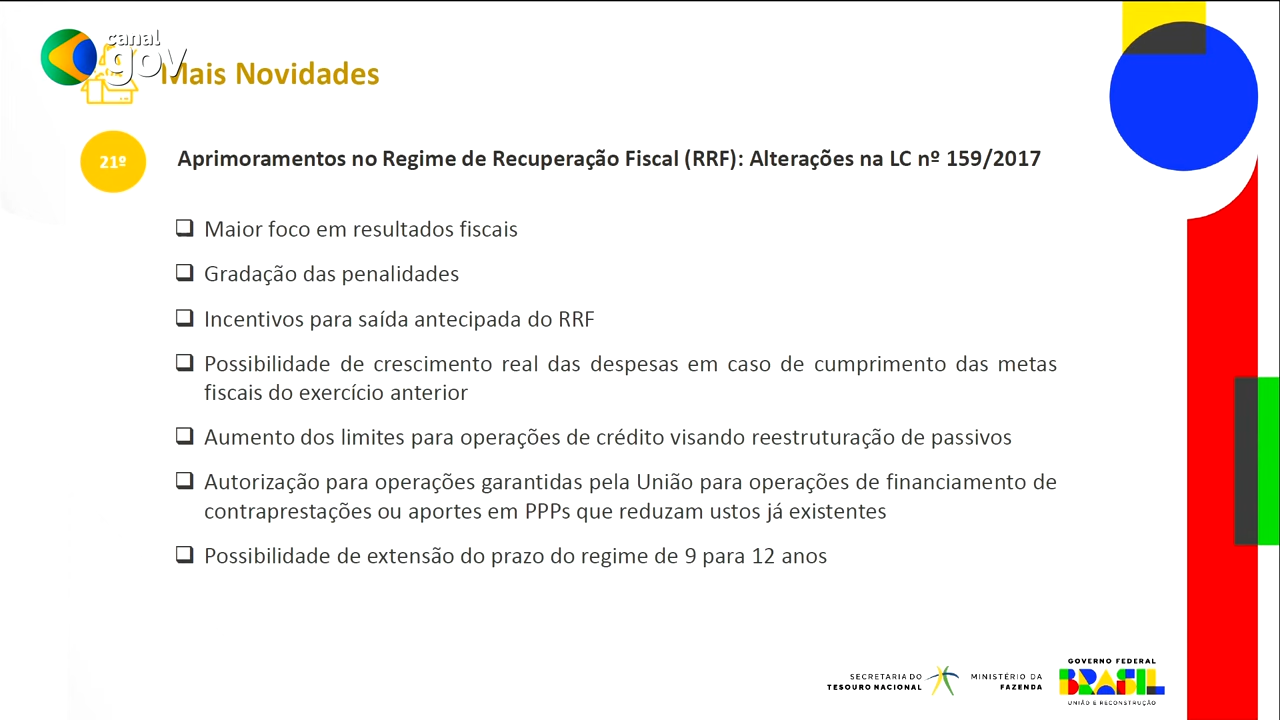 canal
gov
Mais Novidades
21º
Aprimoramentos no Regime de Recuperação Fiscal (RRF): Alterações na LC nº 159/2017
Maior foco em resultados fiscais
Gradação das penalidades
Incentivos para saída antecipada do RRF
Possibilidade de crescimento real das despesas em caso de cumprimento das metas
fiscais do exercício anterior
Aumento dos limites para operações de crédito visando reestruturação de passivos
Autorização para operações garantidas pela União para operações de financiamento de
contraprestações ou aportes em PPPs que reduzam ustos já existentes
Possibilidade de extensão do prazo do regime de 9 para 12 anos
SECRETARIA DO
TESOURO NACIONAL
MINISTÉRIO DA
FAZENDA
GOVERNO FEDERAL
BRASIL
UNIÃO E RECONSTRUÇÃO